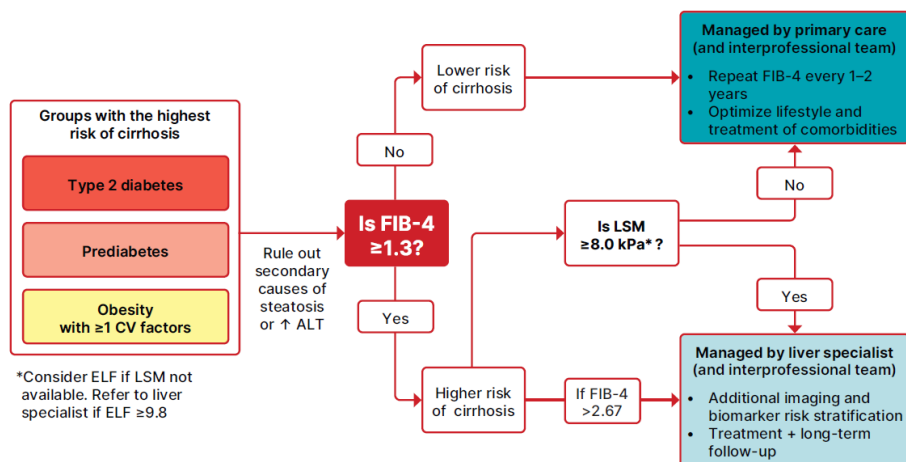 Groups with the highest
risk of cirrhosis
Type 2 diabetes
Prediabetes
Obesity
with ≥1 CV factors
*Consider ELF if LSM not
available. Refer to liver
specialist if ELF ≥9.8
Rule out
secondary
causes of
steatosis
or ↑ ALT
Is FIB-4
≥1.3?
No
Lower risk
of cirrhosis
Yes
Higher risk
of cirrhosis
If FIB-4
>2.67
Is LSM
≥8.0 kPa*?
No
Yes
Managed by primary care
(and interprofessional team)
• Repeat FIB-4 every 1–2
years
• Optimize lifestyle and
treatment of comorbidities
Managed by liver specialist
(and interprofessional team)
• Additional imaging and
biomarker risk stratification
• Treatment + long-term
follow-up